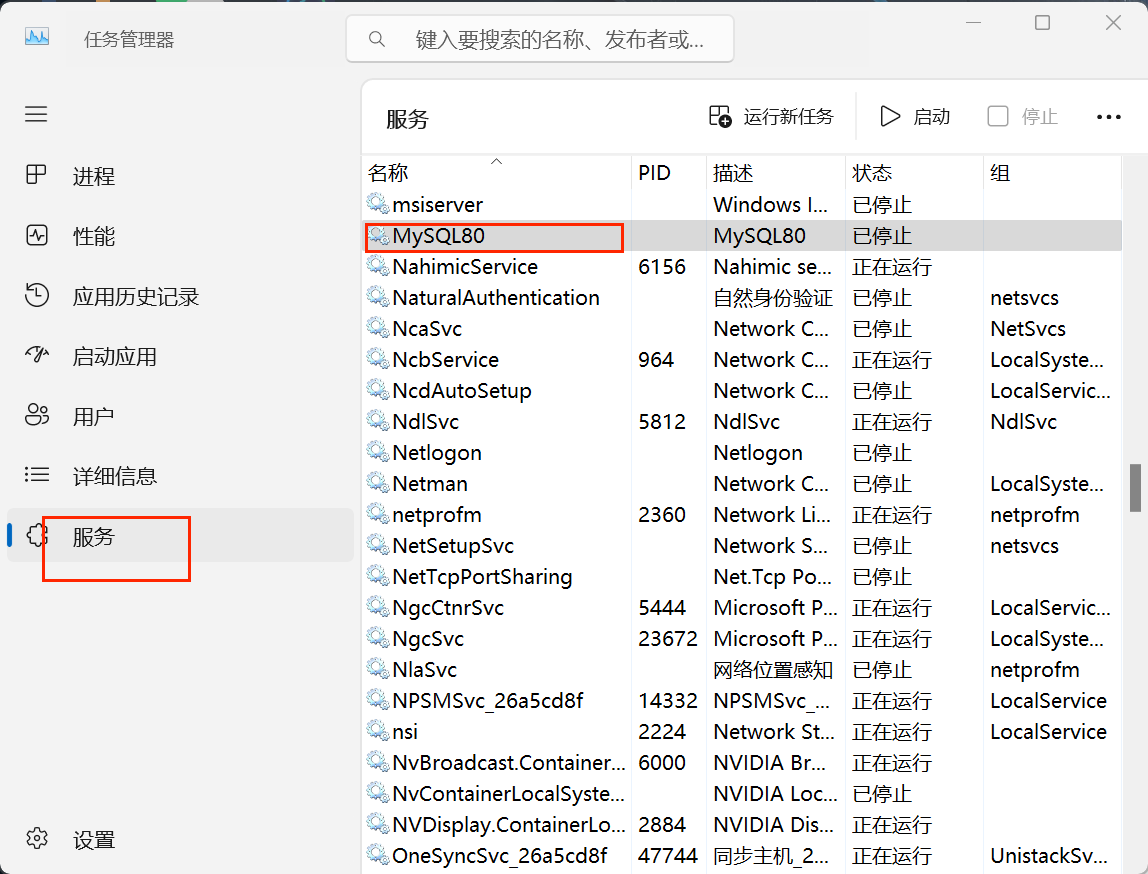 任务管理器
键入要搜索的名称、发布者或...
进程
性能
应用历史记录
启动应用
用户
详细信息
服务
设置
服务 运行新任务 启动 停止
名称 PID 描述 状态 组
msiserver Windows I... 已停止
MySQL80 MySQL80 已停止
NahimicService 6156 Nahimic se... 正在运行
NaturalAuthentication 自然身份验证 已停止 netsvcs
NcaSvc Network C... 已停止 NetSvcs
NcbService 964 Network C... 正在运行 LocalSyste...
NcdAutoSetup Network C... 已停止 LocalServic...
NdlSvc 5812 NdlSvc 正在运行 NdlSvc
Netlogon Netlogon 已停止
Netman Network C... 已停止 LocalSyste...
netprofm 2360 Network Li... 正在运行 netprofm
NetSetupSvc Network S... 已停止 netsvcs
NetTcpPortSharing Net.Tcp Po... 已停止
NgcCtnrSvc 5444 Microsoft P... 正在运行 LocalServic...
NgcSvc 23672 Microsoft P... 正在运行 LocalSyste...
NlaSvc 网络位置感知 已停止 netprofm
NPSMSvc_26a5cd8f 14332 NPSMSvc_... 正在运行 LocalService
nsi 2224 Network St... 正在运行 LocalService
NvBroadcast.Container... 6000 NVIDIA Br... 正在运行
NvContainerLocalSyste... NVIDIA Loc... 已停止
NVDisplay.ContainerLo... 2884 NVIDIA Dis... 正在运行
OneSyncSvc_26a5cd8f 47744 同步主机_2... 正在运行 UnistackSv...